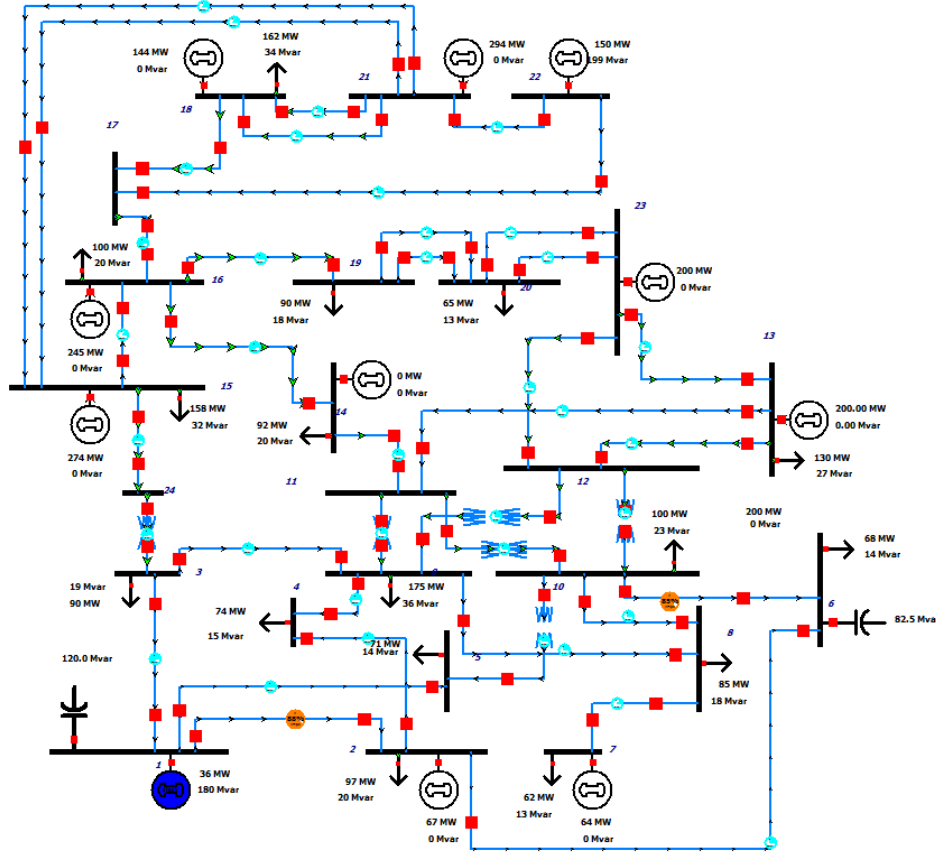 144 MW
0 Mvar
162 MW
34 Mvar
294 MW
0 Mvar
150 MW
199 Mvar
21
22
18
17
23
100 MW
20 Mvar
16
19
20
200 MW
0 Mvar
90 MW
18 Mvar
65 MW
13 Mvar
245 MW
0 Mvar
13
15
0 MW
0 Mvar
14
158 MW
32 Mvar
92 MW
20 Mvar
200.00 MW
0.00 Mvar
274 MW
0 Mvar
130 MW
27 Mvar
24
11
12
100 MW
23 Mvar
200 MW
0 Mvar
68 MW
14 Mvar
3
19 Mvar
90 MW
175 MW
36 Mvar
10
4
74 MW
15 Mvar
83%
6
82.5 Mva
8
71 MW
14 Mvar
5
120.0 Mvar
85 MW
18 Mvar
88%
1
36 MW
180 Mvar
2
7
97 MW
20 Mvar
67 MW
0 Mvar
62 MW
13 Mvar
64 MW
0 Mvar